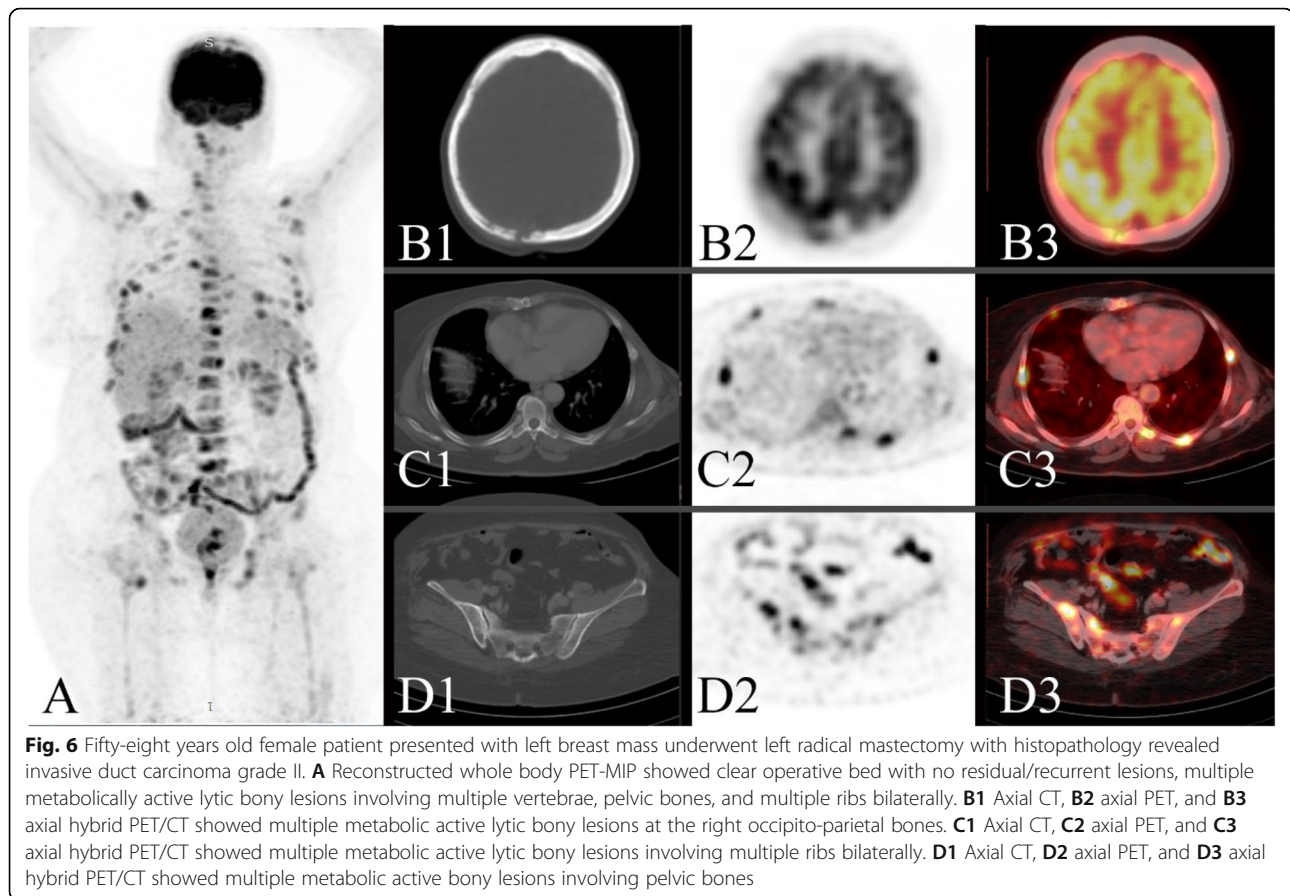 S
B1
B2
B3
C1
C2
C3
A
I
D1
D2
D3
Fig. 6 Fifty-eight years old female patient presented with left breast mass underwent left radical mastectomy with histopathology revealed
invasive duct carcinoma grade II. A Reconstructed whole body PET-MIP showed clear operative bed with no residual/recurrent lesions, multiple
metabolically active lytic bony lesions involving multiple vertebrae, pelvic bones, and multiple ribs bilaterally. B1 Axial CT, B2 axial PET, and B3
axial hybrid PET/CT showed multiple metabolic active lytic bony lesions at the right occipito-parietal bones. C1 Axial CT, C2 axial PET, and C3
axial hybrid PET/CT showed multiple metabolic active lytic bony lesions involving multiple ribs bilaterally. D1 Axial CT, D2 axial PET, and D3 axial
hybrid PET/CT showed multiple metabolic active bony lesions involving pelvic bones